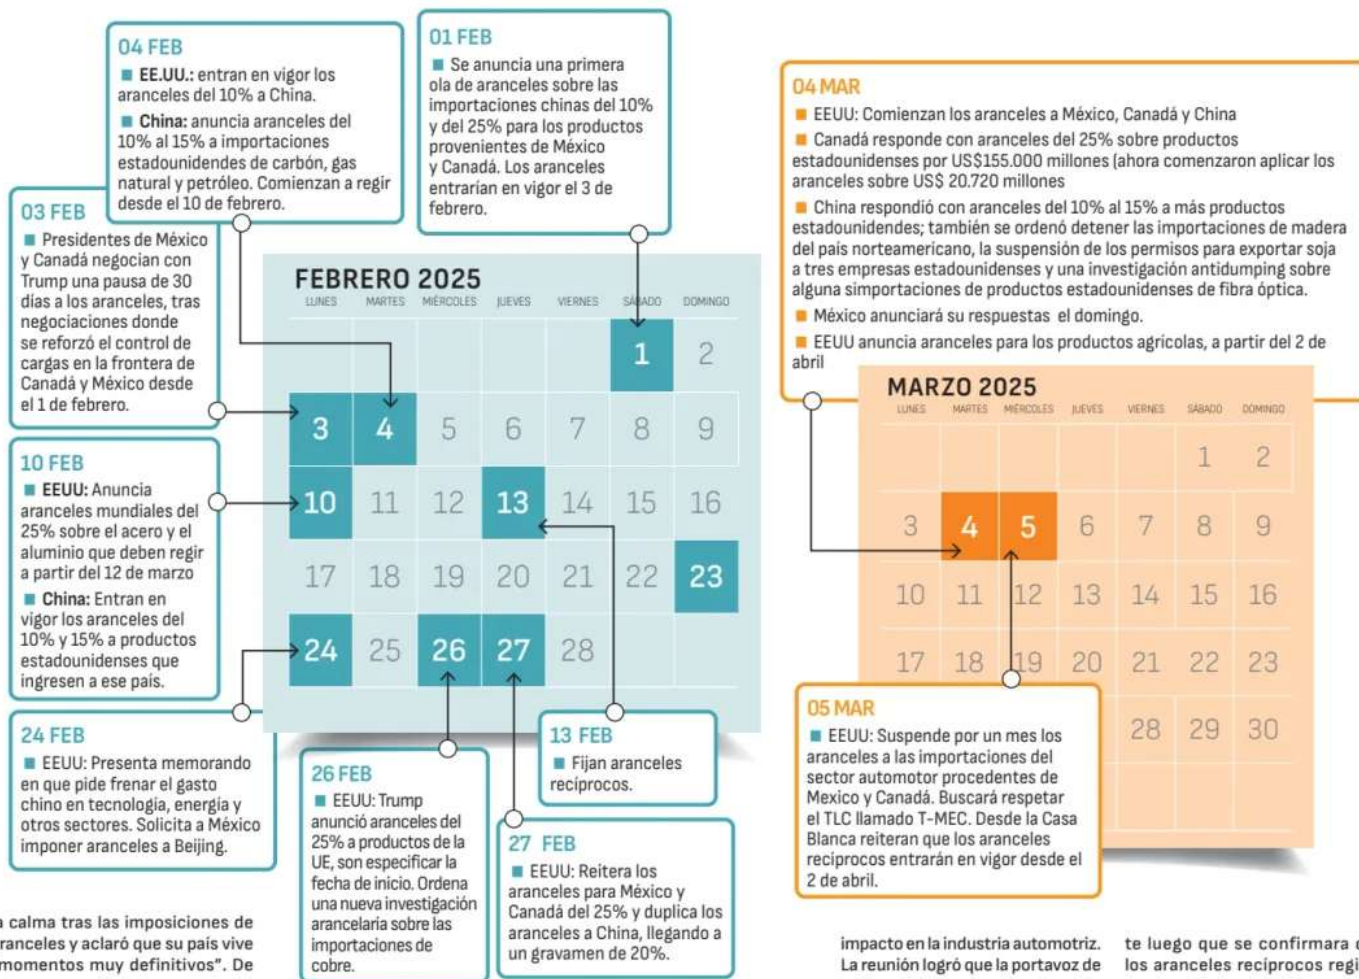 04 FEB
■ EE.UU.: entran en vigor los
aranceles del 10% a China.
■ China: anuncia aranceles del
10% al 15% a importaciones
estadounidendes de carbón, gas
natural y petróleo. Comienzan a regir
desde el 10 de febrero.
01 FEB
■ Se anuncia una primera
ola de aranceles sobre las
importaciones chinas del 10%
y del 25% para los productos
provenientes de México
y Canadá. Los aranceles
entrarían en vigor el 3 de
febrero.
03 FEB
■ Presidentes de México
y Canadá negocian con
Trump una pausa de 30
días a los aranceles, tras
negociaciones donde
se reforzó el control de
cargas en la frontera de
Canadá y México desde
el 1 de febrero.
10 FEB
■ EEUU: Anuncia
aranceles mundiales del
25% sobre el acero y el
aluminio que deben regir
a partir del 12 de marzo
■ China: Entran en
vigor los aranceles del
10% y 15% a productos
estadounidenses que
ingresen a ese país.
24 FEB
■ EEUU: Presenta memorando
en que pide frenar el gasto
chino en tecnología, energía y
otros sectores. Solicita a México
imponer aranceles a Beijing.
FEBRERO 2025
LUNES MARTES MIÉRCOLES JUEVES VIERNES SÁBADO DOMINGO
1 2
3 4 5 6 7 8 9
10 11 12 13 14 15 16
17 18 19 20 21 22 23
24 25 26 27 28
26 FEB
■ EEUU: Trump
anunció aranceles del
25% a productos de la
UE, son especificar la
fecha de inicio. Ordena
una nueva investigación
arancelaría sobre las
importaciones de
cobre.
13 FEB
■ Fijan aranceles
recíprocos.
27 FEB
■ EEUU: Reitera los
aranceles para México y
Canadá del 25% y duplica los
aranceles a China, llegando a
un gravamen de 20%.
04 MAR
■ EEUU: Comienzan los aranceles a México, Canadá y China
■ Canadá responde con aranceles del 25% sobre productos
estadounidenses por US$155.000 millones (ahora comenzaron aplicar los
aranceles sobre US$ 20.720 millones
■ China respondió con aranceles del 10% al 15% a más productos
estadounidendes; también se ordenó detener las importaciones de madera
del país norteamericano, la suspensión de los permisos para exportar soja
a tres empresas estadounidenses y una investigación antidumping sobre
alguna simportaciones de productos estadounidenses de fibra óptica.
■ México anunciará su respuestas el domingo.
■ EEUU anuncia aranceles para los productos agrícolas, a partir del 2 de
abril
MARZO 2025
LUNES MARTES MIÉRCOLES JUEVES VIERNES SÁBADO DOMINGO
1 2
3 4 5 6 7 8 9
10 11 12 13 14 15 16
17 18 19 20 21 22 23
28 29 30
05 MAR
■ EEUU: Suspende por un mes los
aranceles a las importaciones del
sector automotor procedentes de
Mexico y Canadá. Buscará respetar
el TLC llamado T-MEC. Desde la Casa
Blanca reiteran que los aranceles
reciprocos entrarán en vigor desde el
2 de abril.
a calma tras las imposiciones de
ranceles y aclaró que su país vive
momentos muy definitivos". De
impacto en la industria automotriz.
La reunión logró que la portavoz de
te luego que se confirmara
los aranceles recíprocos regi